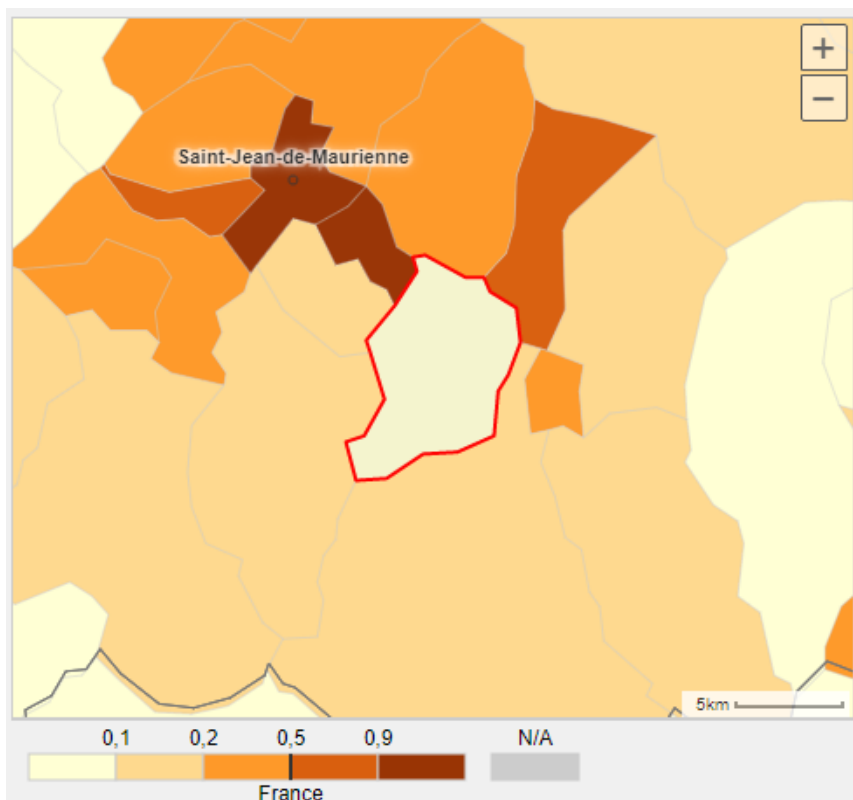 +
−
Saint-Jean-de-Maurienne
5km
0,1 0,2 0,5 0,9 N/A
France